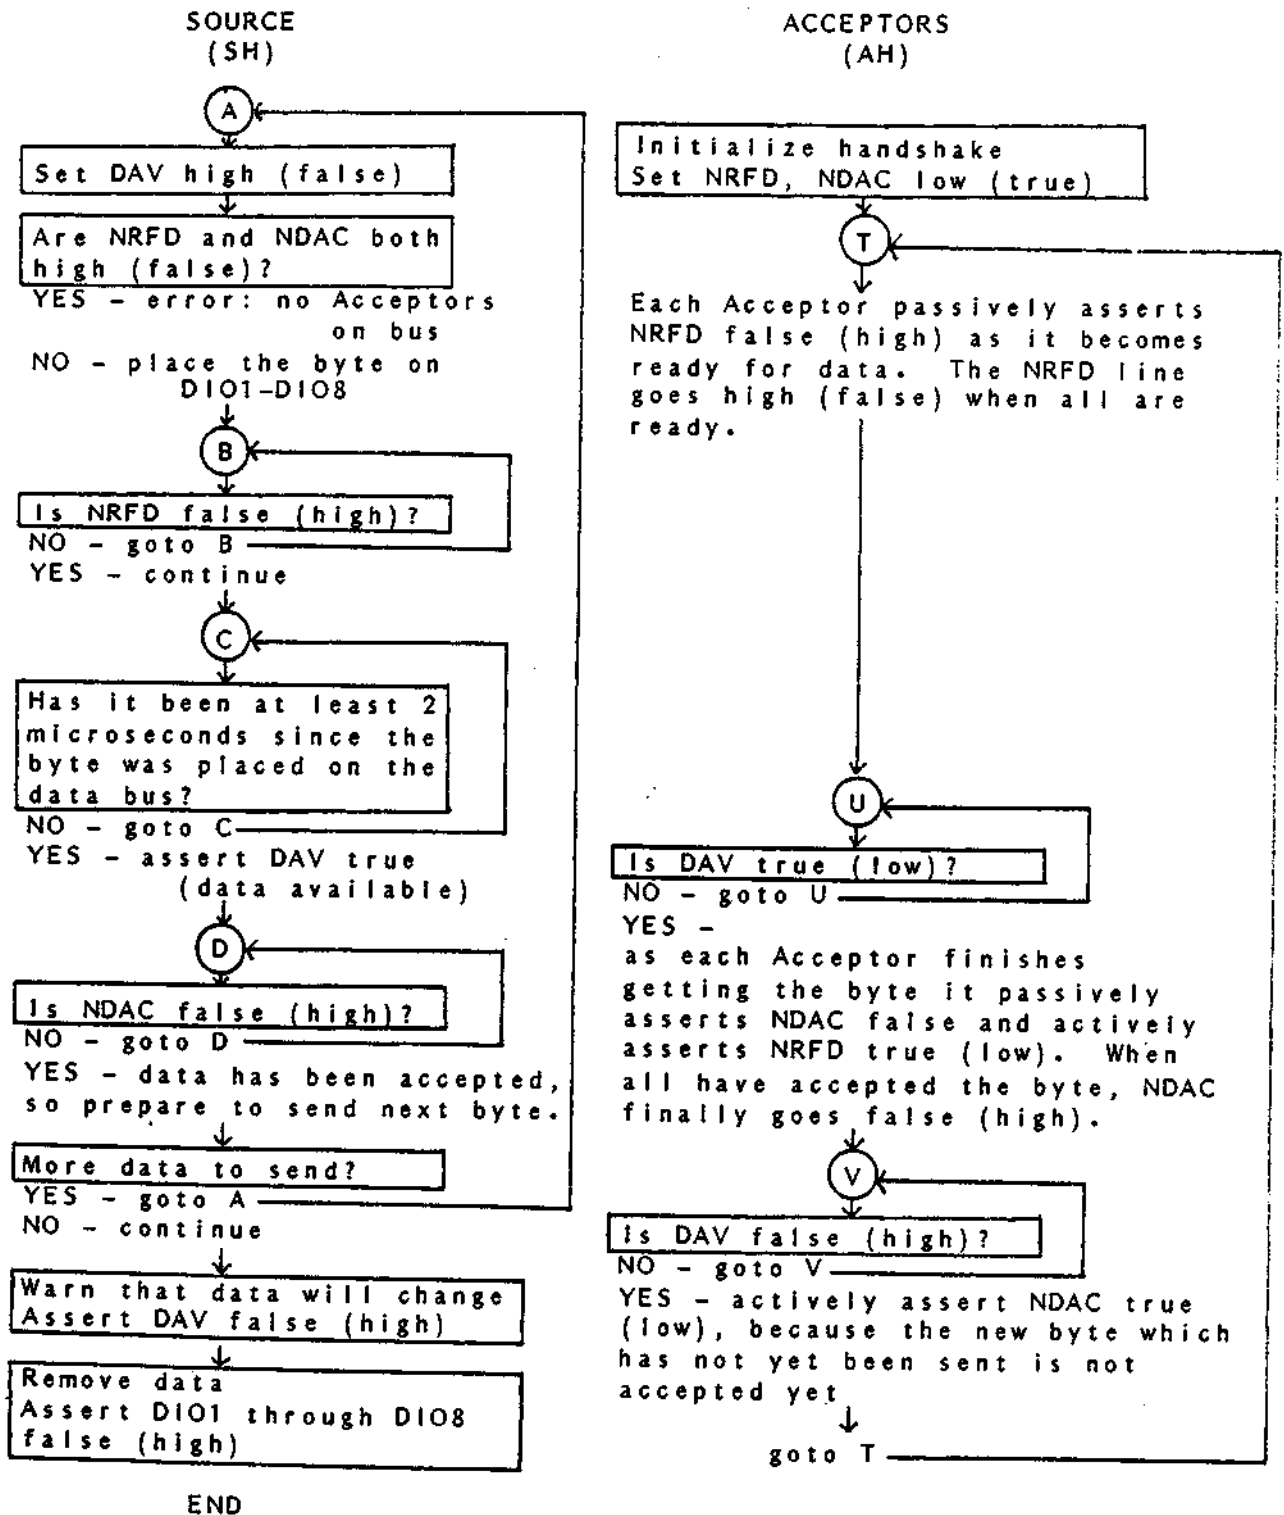 SOURCE
(SH)
A
Set DAV high (false)
Are NRFD and NDAC both
high (false)?
YES - error: no Acceptors
on bus
NO - place the byte on
DIO1-DIO8
B
Is NRFD false (high)?
NO - goto B
YES - continue
C
Has it been at least 2
microseconds since the
byte was placed on the
data bus?
NO - goto C
YES - assert DAV true
(data available)
D
Is NDAC false (high)?
NO - goto D
YES - data has been accepted,
so prepare to send next byte.
More data to send?
YES - goto A
NO - continue
Warn that data will change
Assert DAV false (high)
Remove data
Assert DIO1 through DIO8
false (high)
END
ACCEPTORS
(AH)
Initialize handshake
Set NRFD, NDAC low (true)
T
Each Acceptor passively asserts
NRFD false (high) as it becomes
ready for data. The NRFD line
goes high (false) when all are
ready.
U
Is DAV true (low)?
NO - goto U
YES -
as each Acceptor finishes
getting the byte it passively
asserts NDAC false and actively
asserts NRFD true (low). When
all have accepted the byte, NDAC
finally goes false (high).
V
Is DAV false (high)?
NO - goto V
YES - actively assert NDAC true
(low), because the new byte which
has not yet been sent is not
accepted yet
goto T